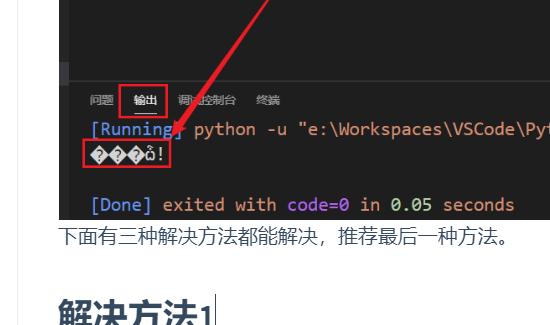 问题 输出 调试控制台 终端
[Running] python -u "e:\Workspaces\VSCode\Pyt
���ã!
[Done] exited with code=0 in 0.05 seconds
下面有三种解决方法都能解决，推荐最后一种方法。
解决方法1